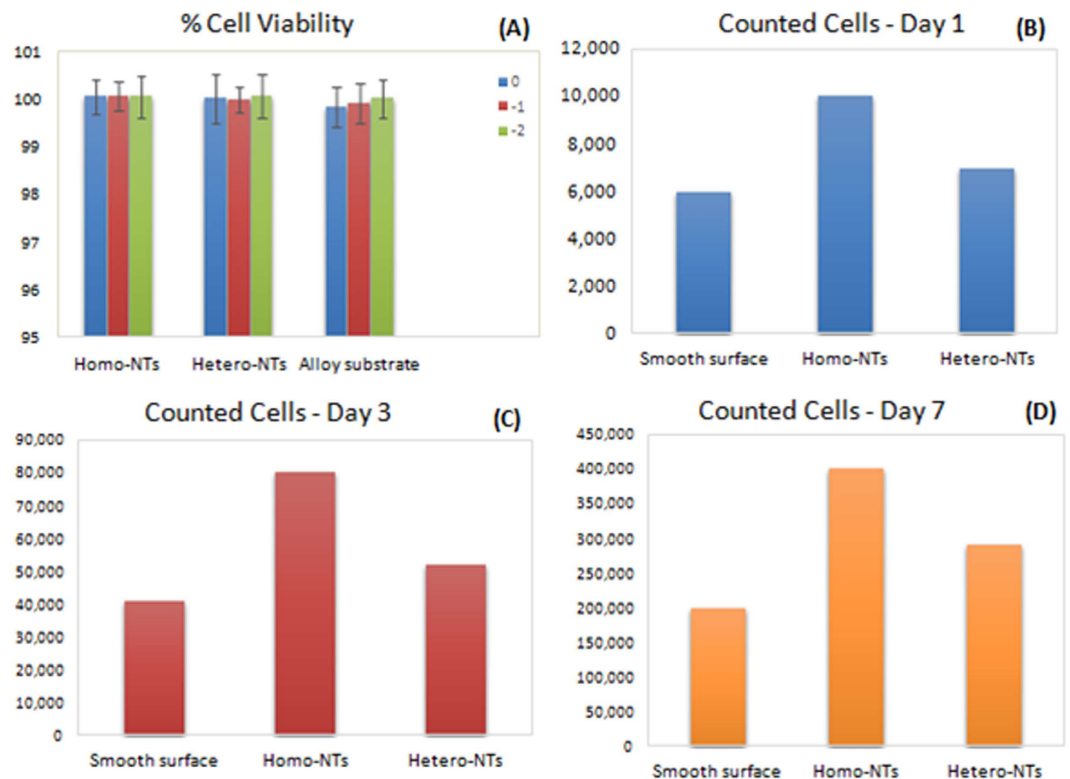 % Cell Viability
(A)
101
100
99
98
97
96
95
0
-1
-2
Homo-NTs
Hetero-NTs
Alloy substrate
Counted Cells - Day 1
(B)
12,000
10,000
8,000
6,000
4,000
2,000
0
Smooth surface
Homo-NTs
Hetero-NTs
Counted Cells - Day 3
(C)
90,000
80,000
70,000
60,000
50,000
40,000
30,000
20,000
10,000
0
Smooth surface
Homo-NTs
Hetero-NTs
Counted Cells - Day 7
(D)
450,000
400,000
350,000
300,000
250,000
200,000
150,000
100,000
50,000
0
Smooth surface
Homo-NTs
Hetero-NTs